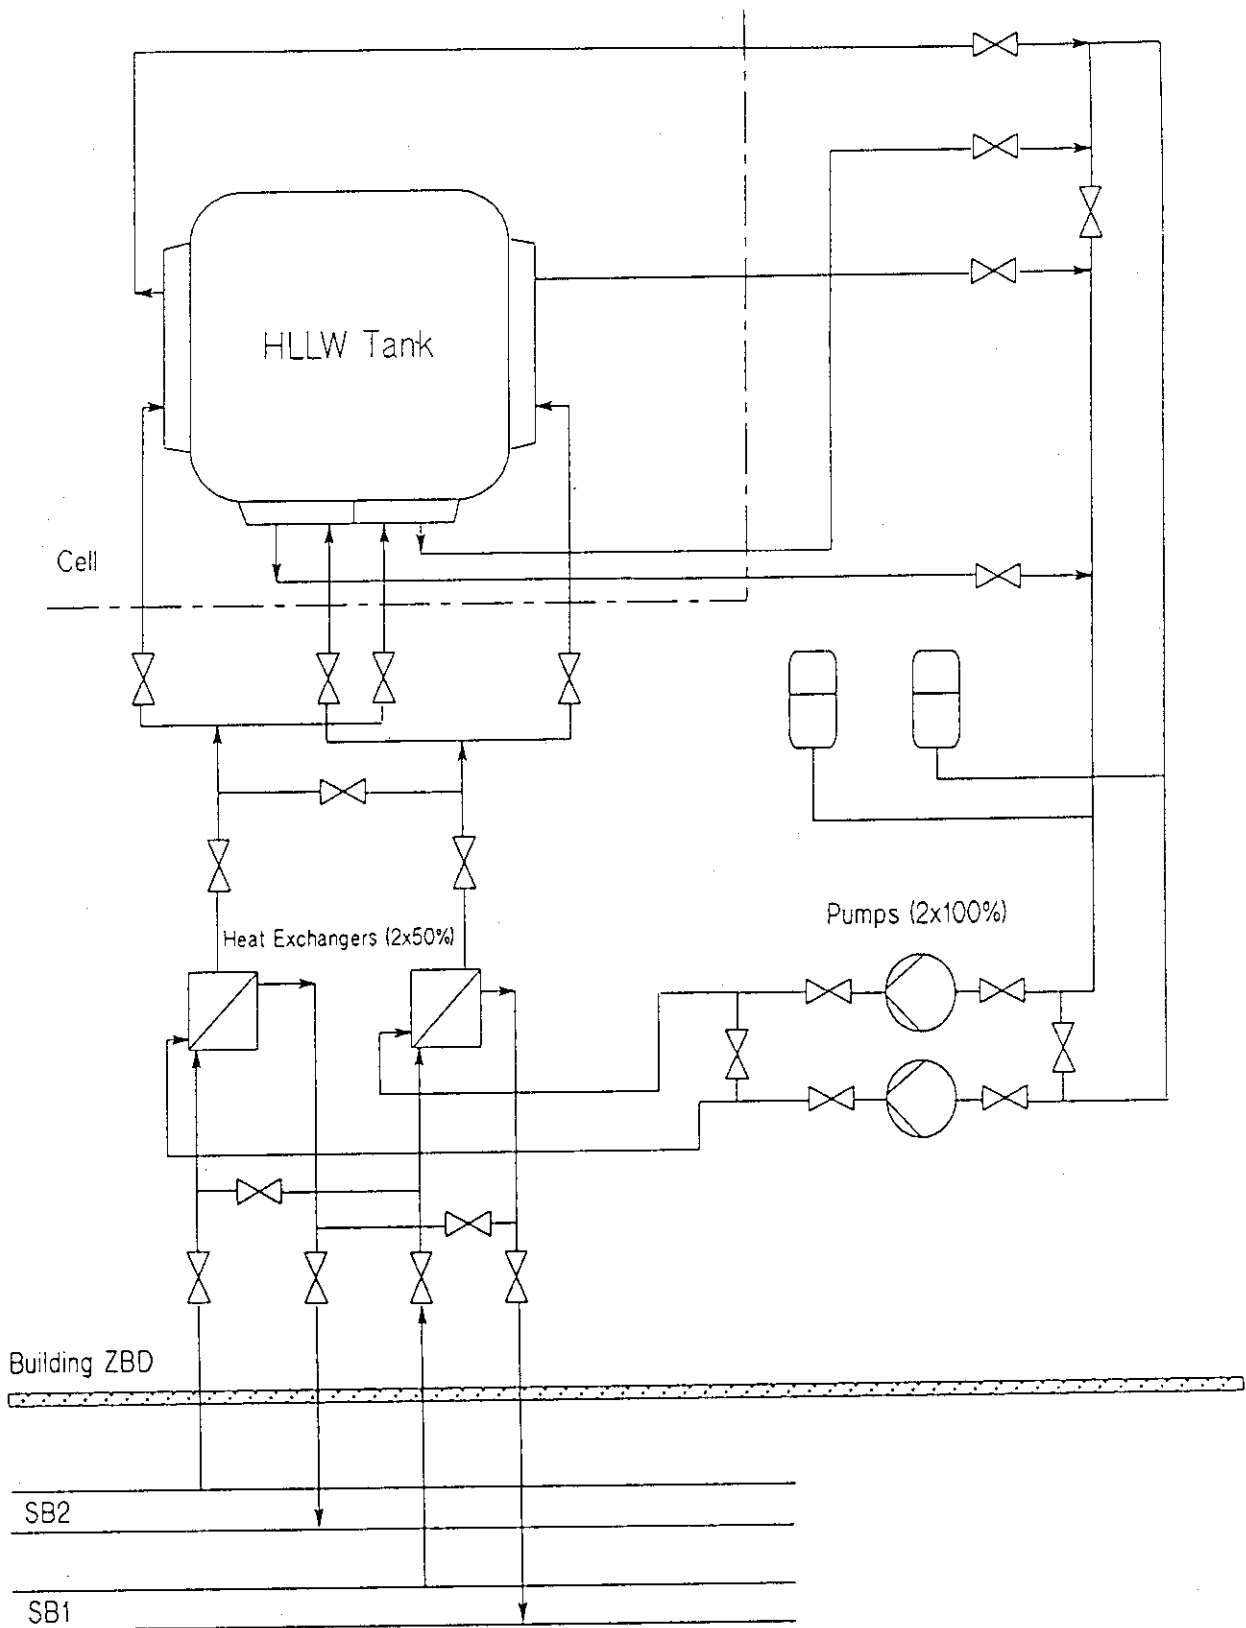 HLLW Tank
Cell
Pumps (2x100%)
Heat Exchangers (2x50%)
Building ZBD
SB2
SB1